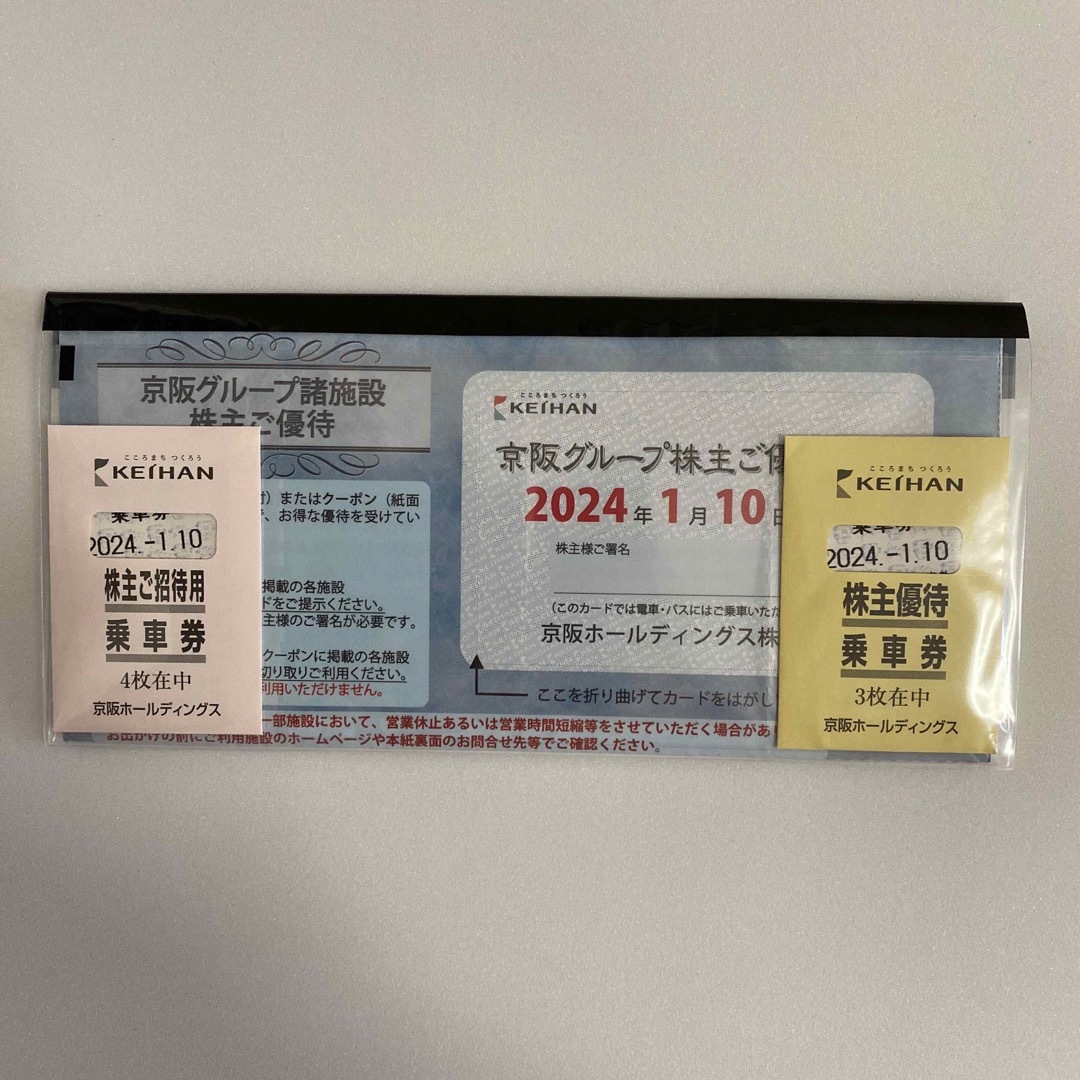 京阪グループ諸施設
株主ご優待
またはクーポン（紙面
、お得な優待を受けてい
掲載の各施設
ドをご提示ください。
主様のご署名が必要です。
クーポンに掲載の各施設
切り取りご利用ください。
利用いただけません。
一部施設において、営業休止あるいは営業時間短縮等をさせていただく場合があ
お出かけの前にご利用施設のホームページや本紙裏面のお問合せ先等でご確認ください。
こころまち つくろう
KEIHAN
京阪グループ株主ご優
2024年1月10日
株主様ご署名
（このカードでは電車・バスにはご乗車いただ
京阪ホールディングス株
ここを折り曲げてカードをはがし
こころまち つくろう
KEIHAN
乗車券
2024.-1.10
株主ご招待用
乗車券
4枚在中
京阪ホールディングス
こころまち つくろう
KEIHAN
乗車券
2024.-1.10
株主優待
乗車券
3枚在中
京阪ホールディングス